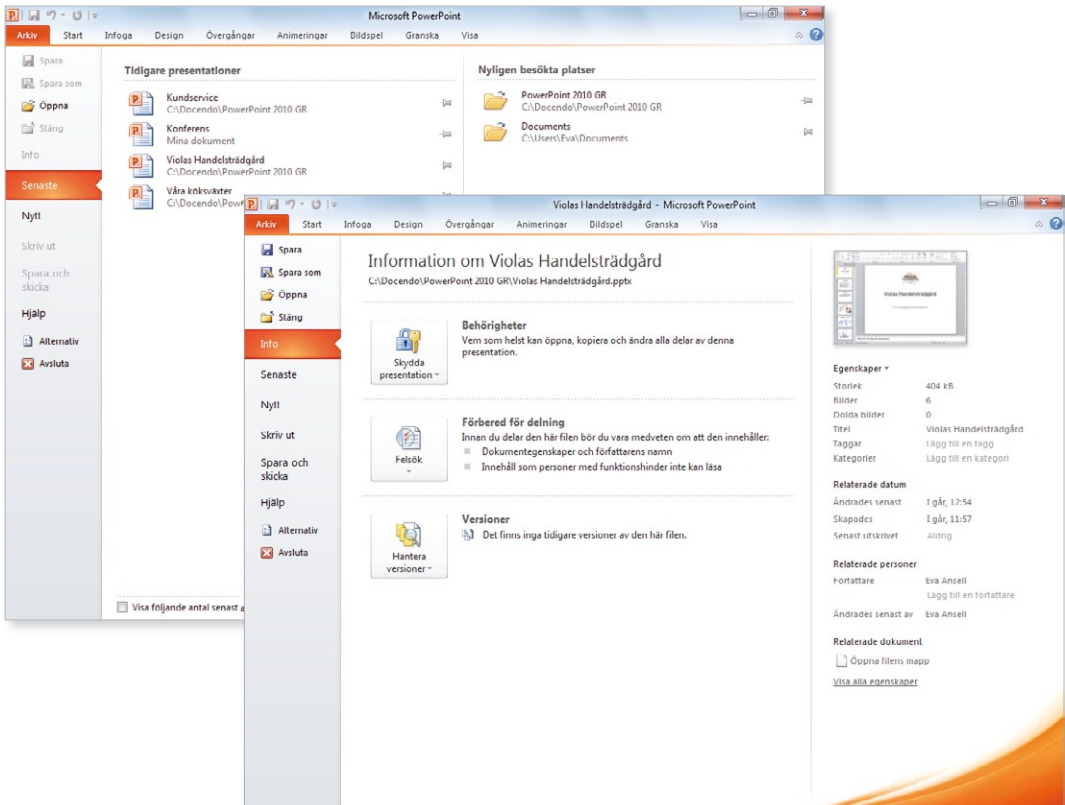 Microsoft PowerPoint
Arkiv Start Infoga Design Övergångar Animeringar Bildspel Granska Visa
Spara
Spara som
Öppna
Stäng
Info
Senaste
Nytt
Skriv ut
Spara och
skicka
Hjälp
Alternativ
Avsluta
Tidigare presentationer
Kundservice
C:\Docendo\PowerPoint 2010 GR
Konferens
Mina dokument
Violas Handelsträdgård
C:\Docendo\PowerPoint 2010 GR
Våra köksväxter
C:\Docendo\Powe
Visa följande antal senast
Nyligen besökta platser
PowerPoint 2010 GR
C:\Docendo\PowerPoint 2010 GR
Documents
C:\Users\Eva\Documents
Violas Handelsträdgård - Microsoft PowerPoint
Arkiv Start Infoga Design Övergångar Animeringar Bildspel Granska Visa
Spara
Spara som
Öppna
Stäng
Info
Senaste
Nytt
Skriv ut
Spara och
skicka
Hjälp
Alternativ
Avsluta
Information om Violas Handelsträdgård
C:\Docendo\PowerPoint 2010 GR\Violas Handelsträdgård.pptx
Skydda
presentation
Behörigheter
Vem som helst kan öppna, kopiera och ändra alla delar av denna
presentation.
Felsök
Förbered för delning
Innan du delar den här filen bör du vara medveten om att den innehåller:
Dokumentegenskaper och författarens namn
Innehåll som personer med funktionshinder inte kan läsa
Hantera
versioner
Versioner
Det finns inga tidigare versioner av den här filen.
Violas Handelsträdgård
Egenskaper
Storlek 404 kB
Bilder 6
Dolda bilder 0
Titel Violas Handelsträdgård
Taggar Lägg till en tagg
Kategorier Lägg till en kategori
Relaterade datum
Ändrades senast I går, 12:54
Skapades I går, 11:57
Senast utskrivet Aldrig
Relaterade personer
Författare Eva Ansell
Lägg till en författare
Ändrades senast av Eva Ansell
Relaterade dokument
Öppna filens mapp
Visa alla egenskaper